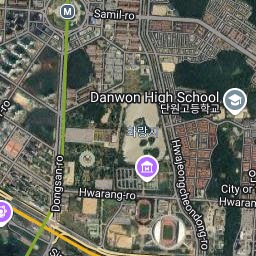 M
Samil-ro
-ro
Danwon High School
단원고등학교
화랑
Dongsan-ro
Hwajeongcheondong-ro
Hwarang-ro
City or
Hwaran